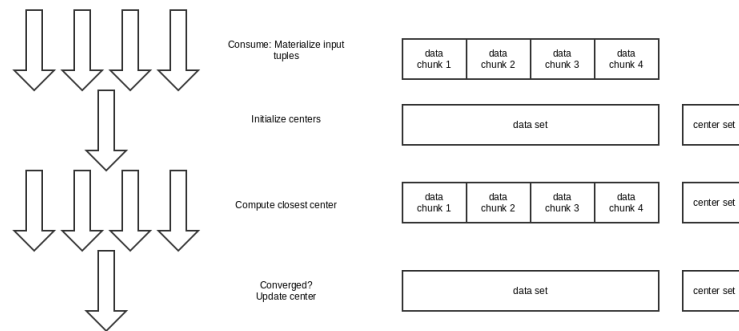 Consume: Materialize input
tuples
data
chunk 1
data
chunk 2
data
chunk 3
data
chunk 4
Initialize centers
data set
center set
Compute closest center
data
chunk 1
data
chunk 2
data
chunk 3
data
chunk 4
center set
Converged?
Update center
data set
center set